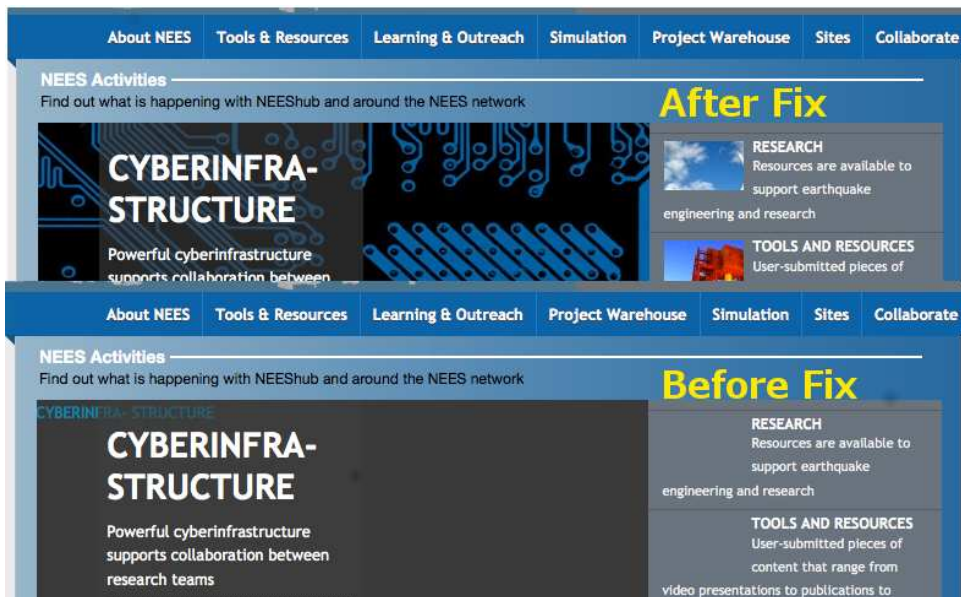 About NEES Tools & Resources Learning & Outreach Simulation Project Warehouse Sites Collaborate
NEES Activities
Find out what is happening with NEEShub and around the NEES network
After Fix
CYBERINFRA-
STRUCTURE
Powerful cyberinfrastructure
supports collaboration between
RESEARCH
Resources are available to
support earthquake
engineering and research
TOOLS AND RESOURCES
User-submitted pieces of
About NEES Tools & Resources Learning & Outreach Project Warehouse Simulation Sites Collaborate
NEES Activities
Find out what is happening with NEEShub and around the NEES network
Before Fix
CYBERINFRA- STRUCTURE
CYBERINFRA-
STRUCTURE
Powerful cyberinfrastructure
supports collaboration between
research teams
RESEARCH
Resources are available to
support earthquake
engineering and research
TOOLS AND RESOURCES
User-submitted pieces of
content that range from
video presentations to publications to